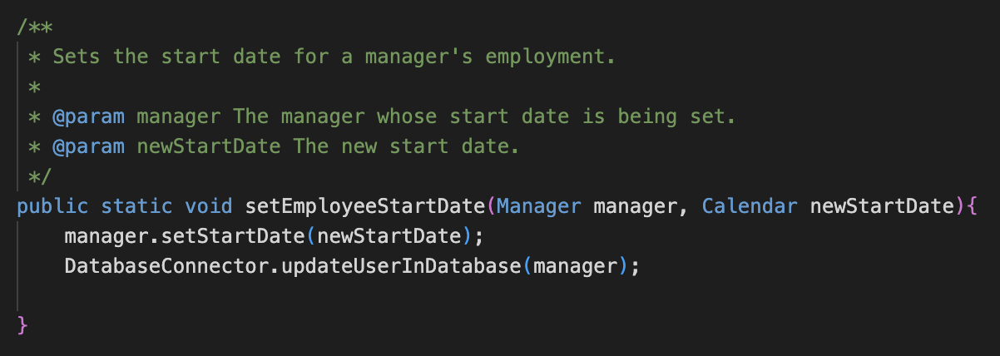 /**
 * Sets the start date for a manager's employment.
 *
 * @param manager The manager whose start date is being set.
 * @param newStartDate The new start date.
 */
public static void setEmployeeStartDate(Manager manager, Calendar newStartDate){
    manager.setStartDate(newStartDate);
    DatabaseConnector.updateUserInDatabase(manager);
}